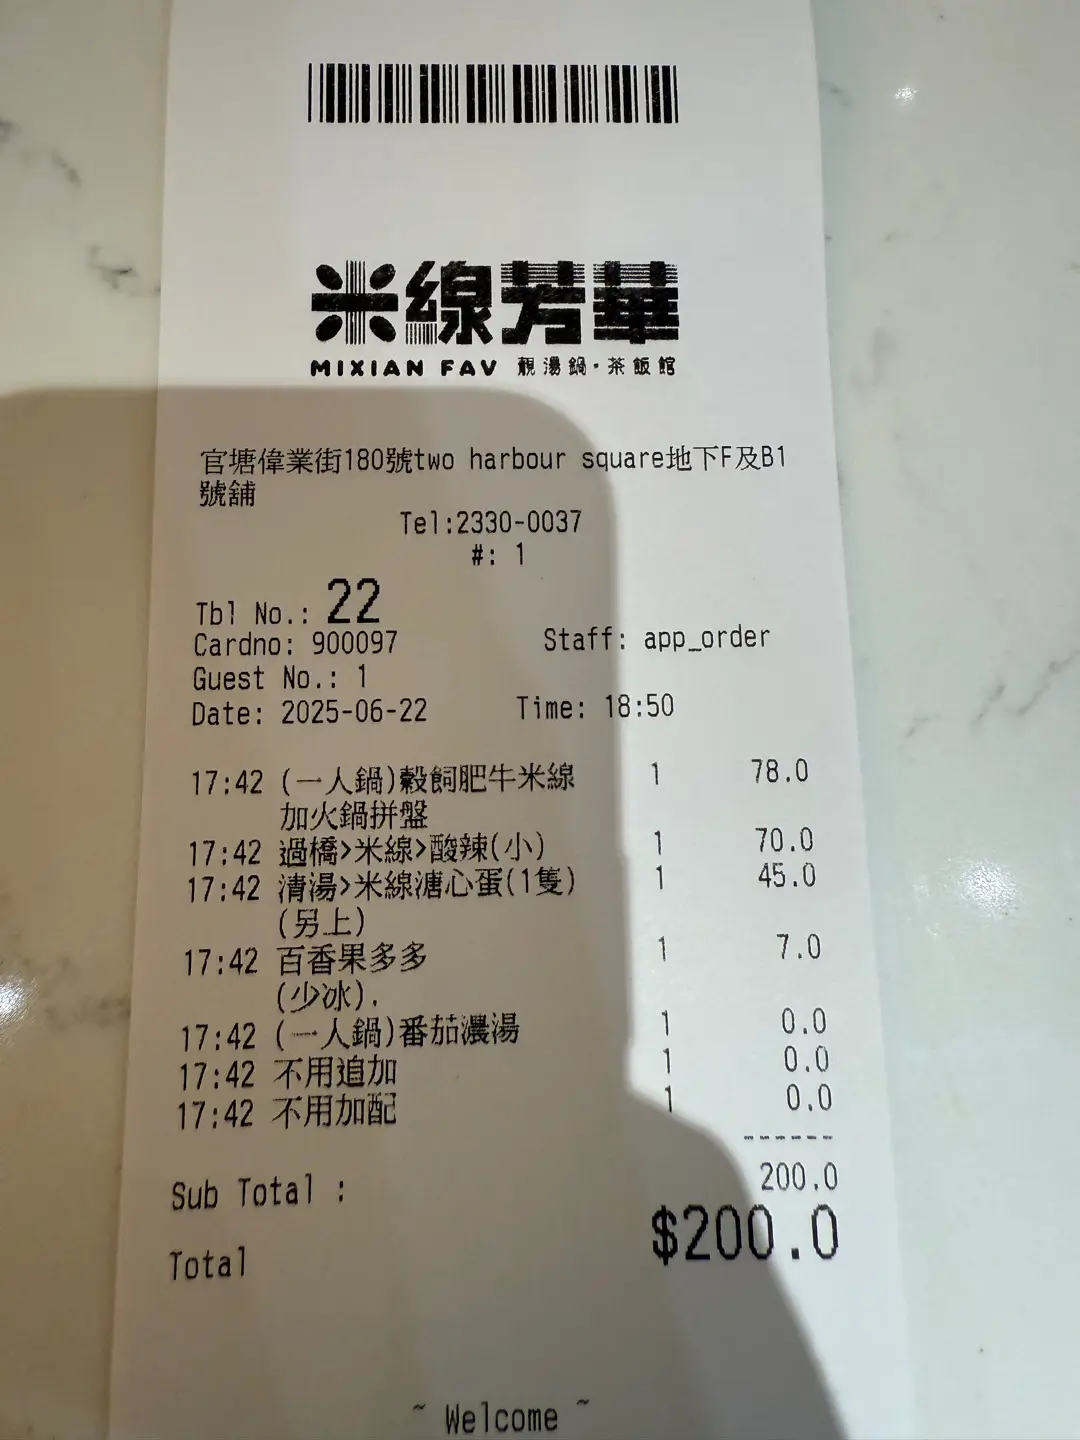 米線芳華
MIXIAN FAV 靚湯鍋·茶飯館
官塘偉業街180號two harbour square地下F及B1
號舖
Tel:2330-0037
#: 1
Tbl No.: 22
Cardno: 900097 Staff: app_order
Guest No.: 1
Date: 2025-06-22 Time: 18:50
17:42 (一人鍋)穀飼肥牛米線 1 78.0
加火鍋拼盤
17:42 過橋>米線>酸辣(小) 1 70.0
17:42 清湯>米線溏心蛋(1隻) 1 45.0
(另上)
17:42 百香果多多 1 7.0
(少冰).
17:42 (一人鍋)番茄濃湯 1 0.0
17:42 不用追加 1 0.0
17:42 不用加配 1 0.0
------
Sub Total : 200.0
Total $200.0
~ Welcome ~